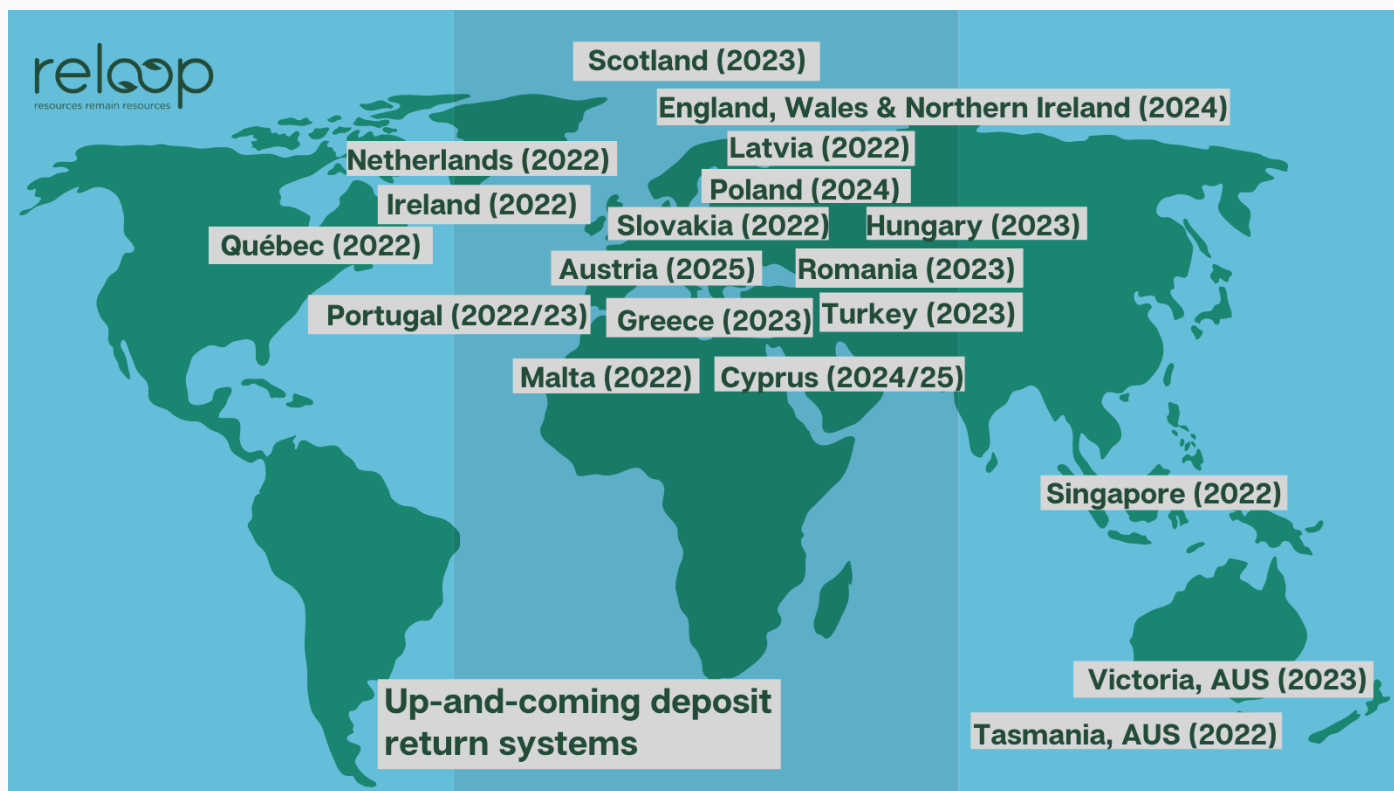 reloop
resources remain resources
Scotland (2023)
England, Wales & Northern Ireland (2024)
Latvia (2022)
Netherlands (2022)
Poland (2024)
Ireland (2022)
Slovakia (2022)
Hungary (2023)
Québec (2022)
Austria (2025)
Romania (2023)
Portugal (2022/23)
Greece (2023)
Turkey (2023)
Malta (2022)
Cyprus (2024/25)
Singapore (2022)
Victoria, AUS (2023)
Tasmania, AUS (2022)
Up-and-coming deposit
return systems